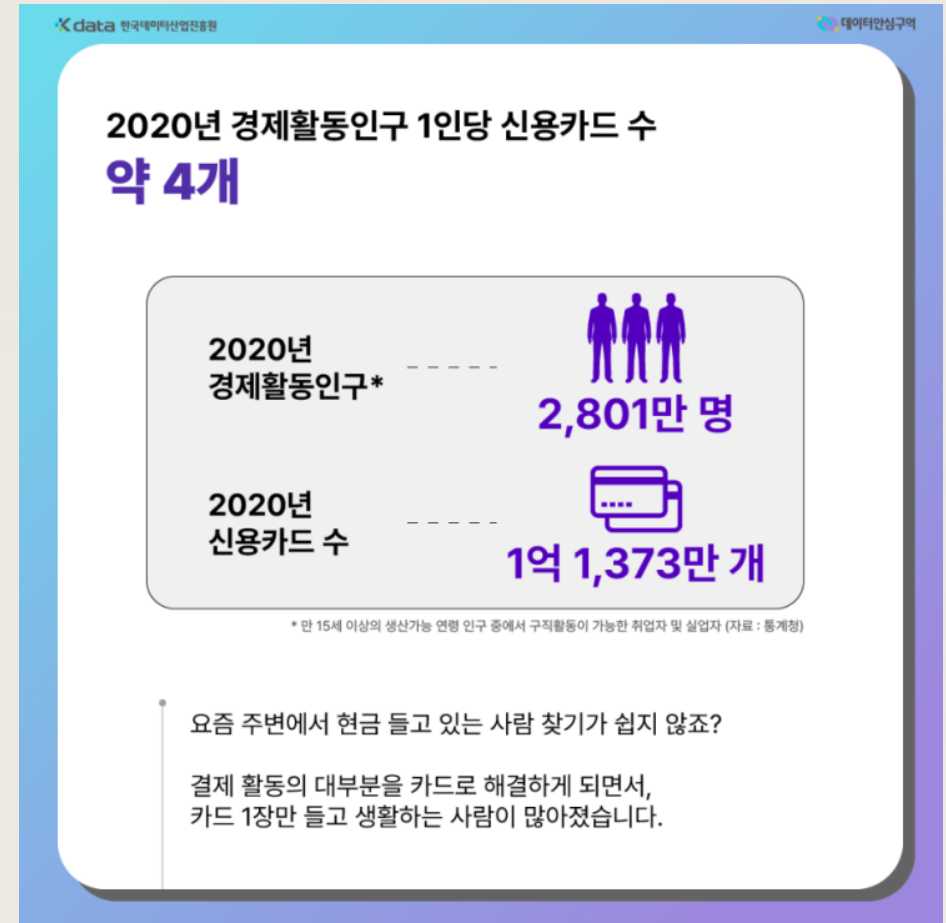 Kdata 한국데이터산업진흥원
데이터안심구역
2020년 경제활동인구 1인당 신용카드 수
약 4개
2020년
경제활동인구*
2,801만 명
2020년
신용카드 수
1억 1,373만 개
* 만 15세 이상의 생산가능 연령 인구 중에서 구직활동이 가능한 취업자 및 실업자 (자료 : 통계청)
요즘 주변에서 현금 들고 있는 사람 찾기가 쉽지 않죠?
결제 활동의 대부분을 카드로 해결하게 되면서,
카드 1장만 들고 생활하는 사람이 많아졌습니다.